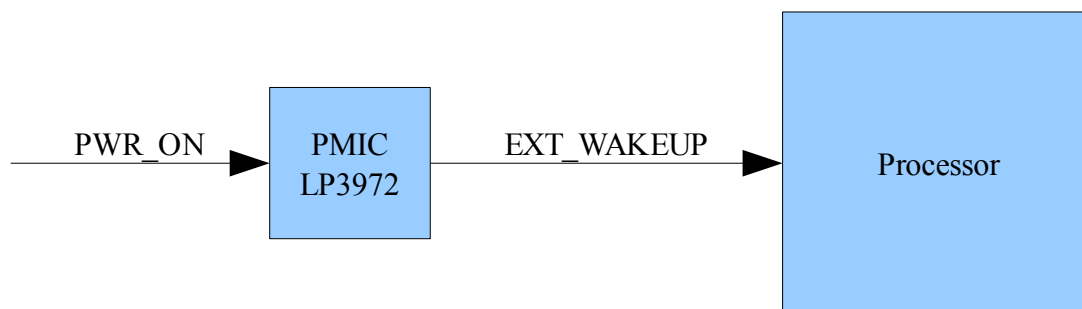 PWR_ON
PMIC
LP3972
EXT_WAKEUP
Processor